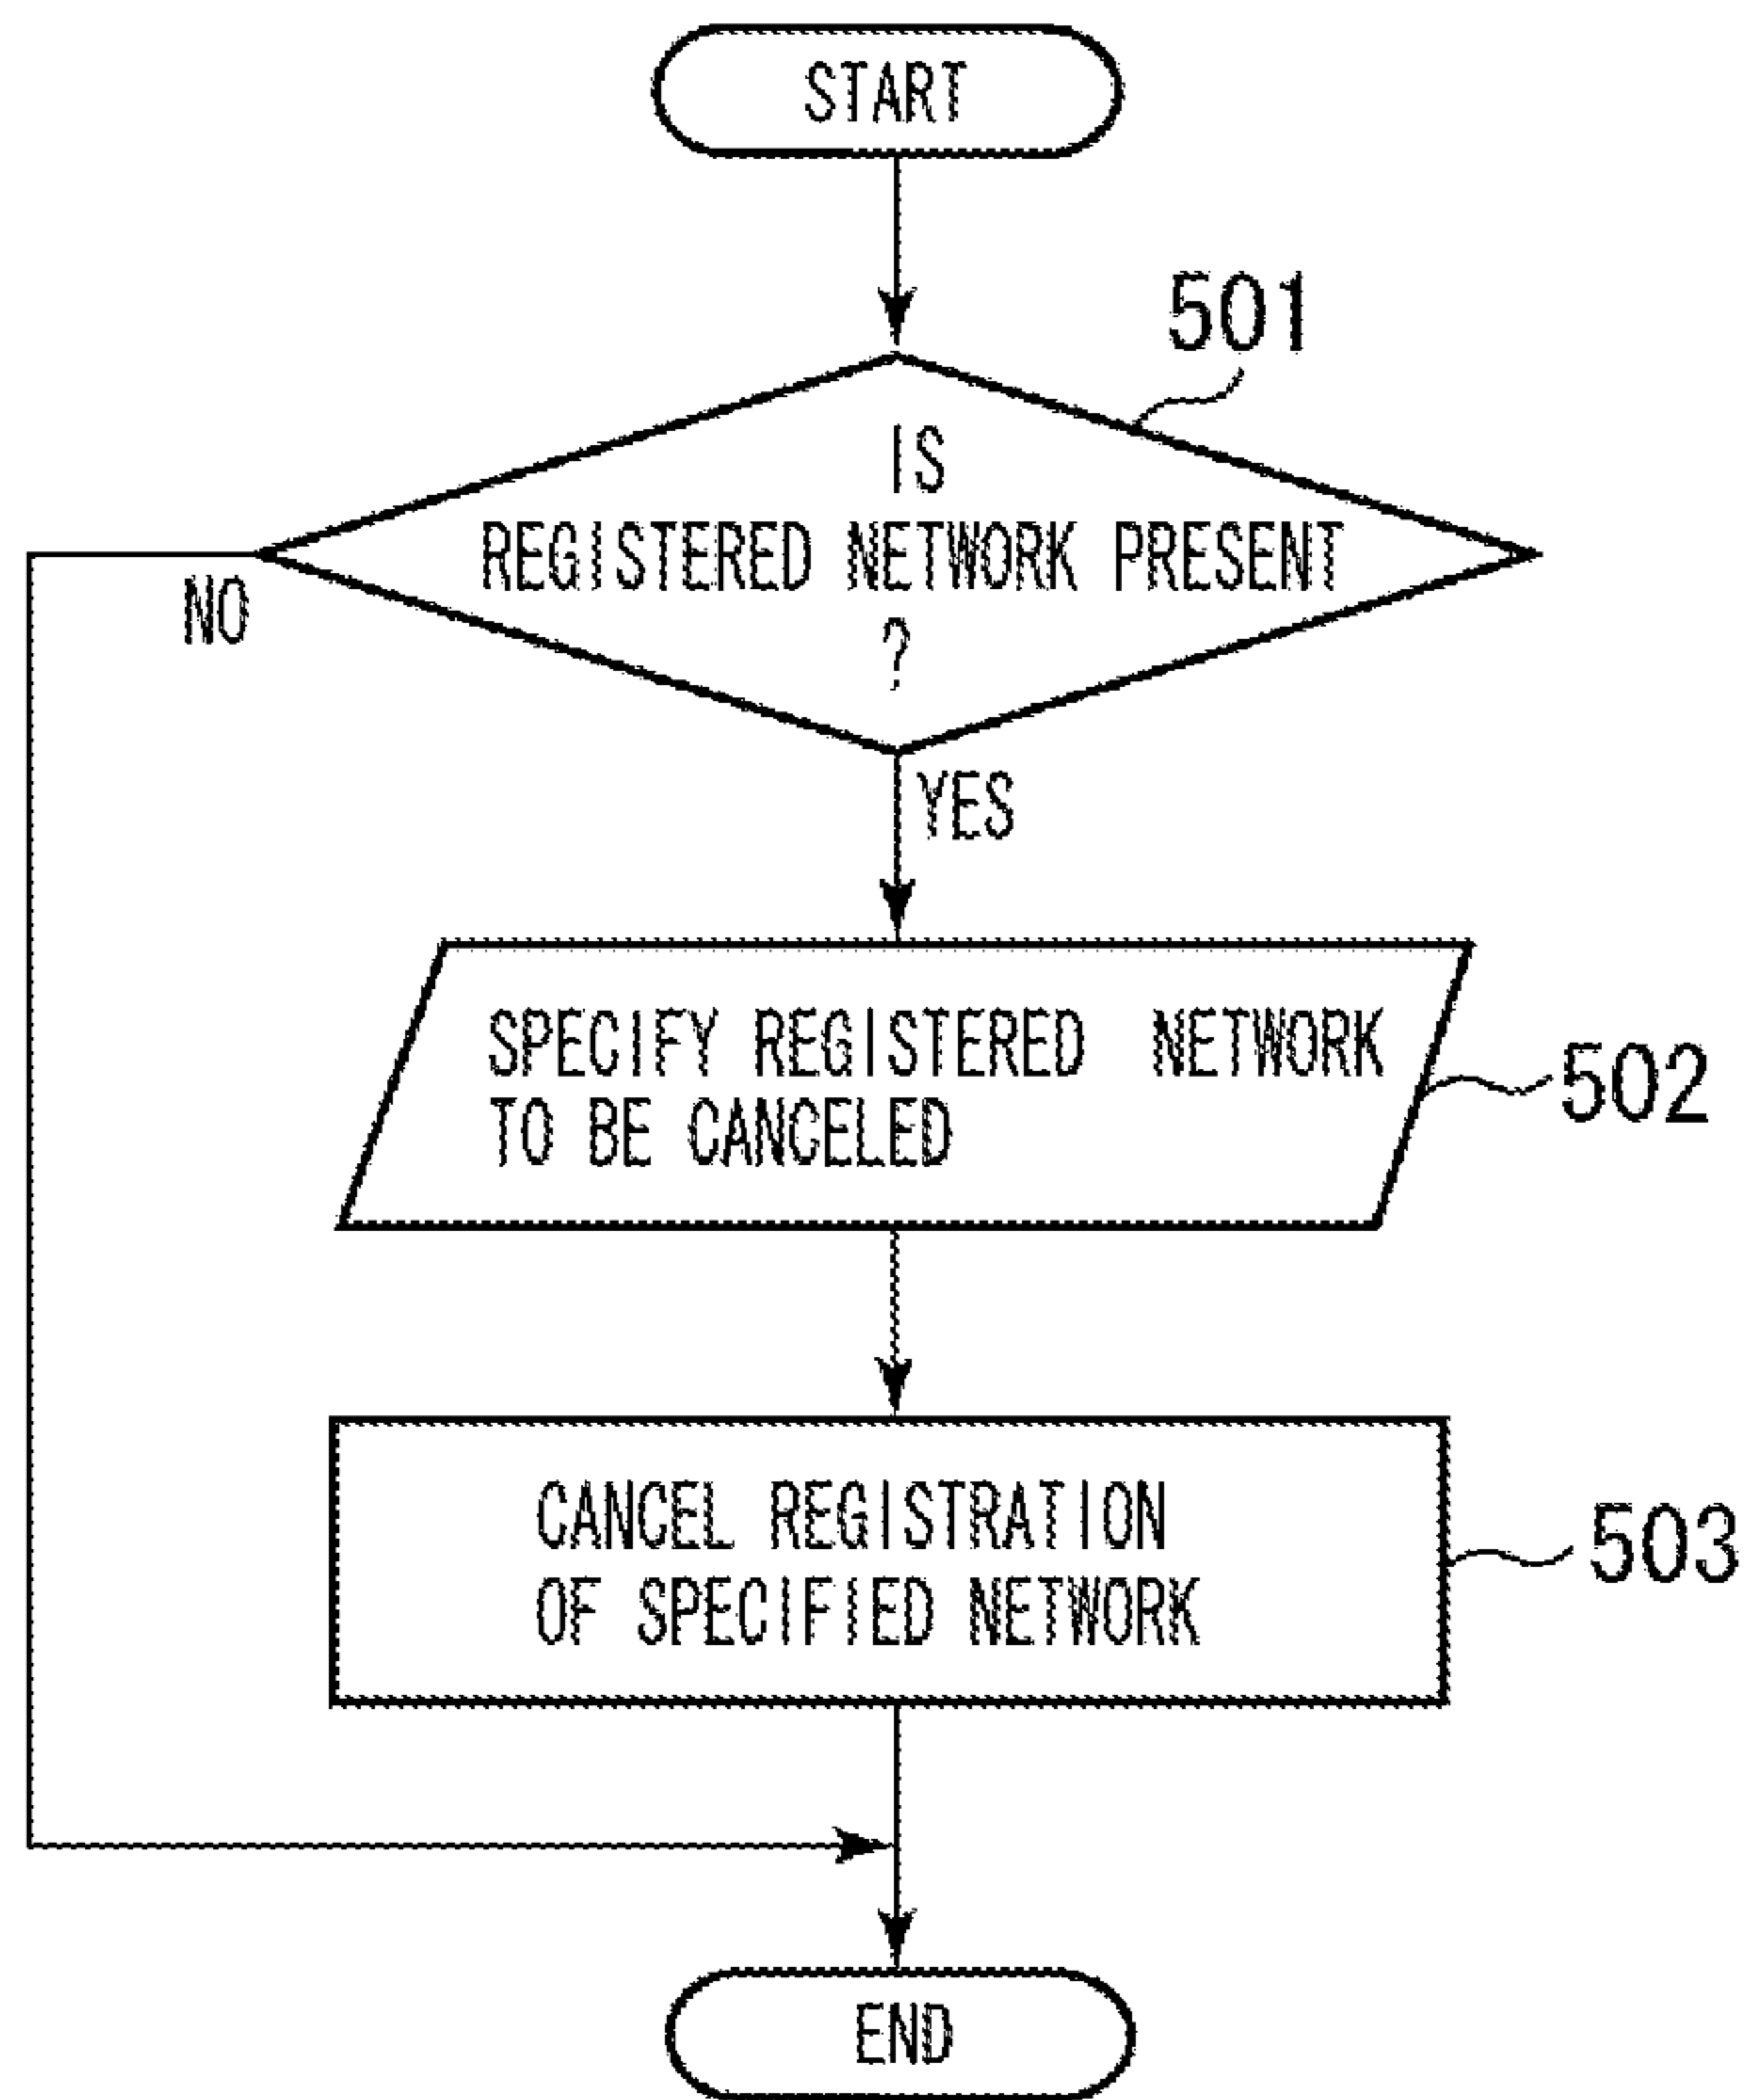 START
501
IS
REGISTERED NETWORK PRESENT
?
NO
YES
SPECIFY REGISTERED NETWORK
TO BE CANCELED
502
CANCEL REGISTRATION
OF SPECIFIED NETWORK
503
END